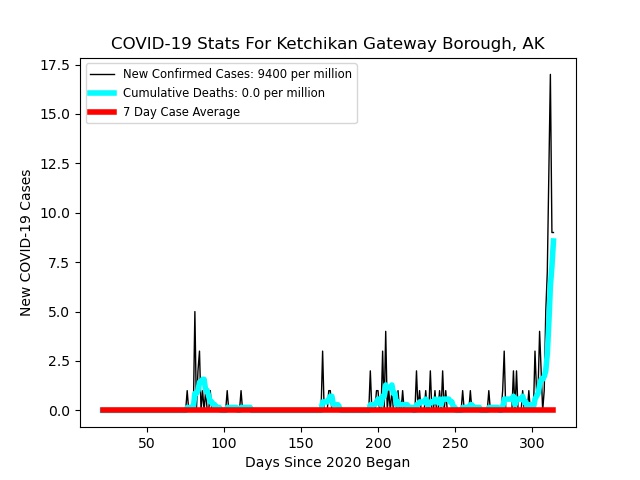 COVID-19 Stats For Ketchikan Gateway Borough, AK
New Confirmed Cases: 9400 per million
Cumulative Deaths: 0.0 per million
7 Day Case Average
17.5
15.0
12.5
10.0
7.5
5.0
2.5
0.0
New COVID-19 Cases
50 100 150 200 250 300
Days Since 2020 Began